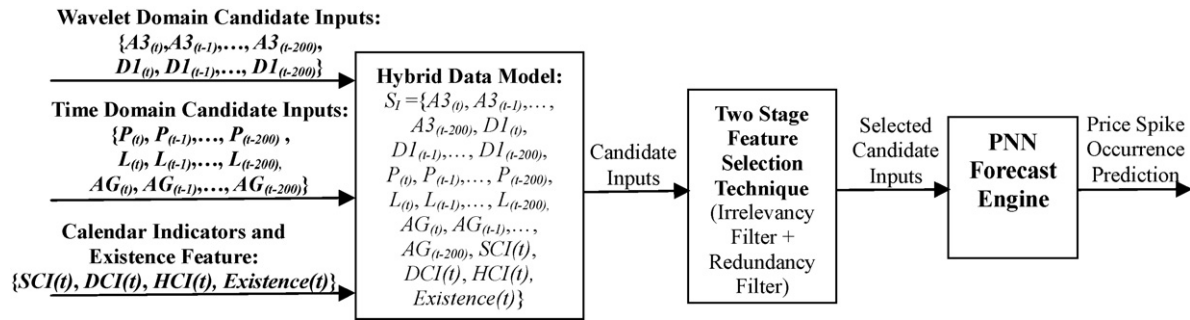 Wavelet Domain Candidate Inputs:
{A3(t),A3(t-1),…, A3(t-200),
D1(t), D1(t-1),…, D1(t-200)}
Time Domain Candidate Inputs:
{P(t), P(t-1),…, P(t-200) ,
L(t), L(t-1),…, L(t-200),
AG(t), AG(t-1),…, AG(t-200)}
Calendar Indicators and
Existence Feature:
{SCI(t), DCI(t), HCI(t), Existence(t)}
Hybrid Data Model:
SI ={A3(t), A3(t-1),…,
A3(t-200), D1(t),
D1(t-1),…, D1(t-200),
P(t), P(t-1),…, P(t-200),
L(t), L(t-1),…, L(t-200),
AG(t), AG(t-1),…,
AG(t-200), SCI(t),
DCI(t), HCI(t),
Existence(t)}
Candidate
Inputs
Two Stage
Feature
Selection
Technique
(Irrelevancy
Filter +
Redundancy
Filter)
Selected
Candidate
Inputs
PNN
Forecast
Engine
Price Spike
Occurrence
Prediction